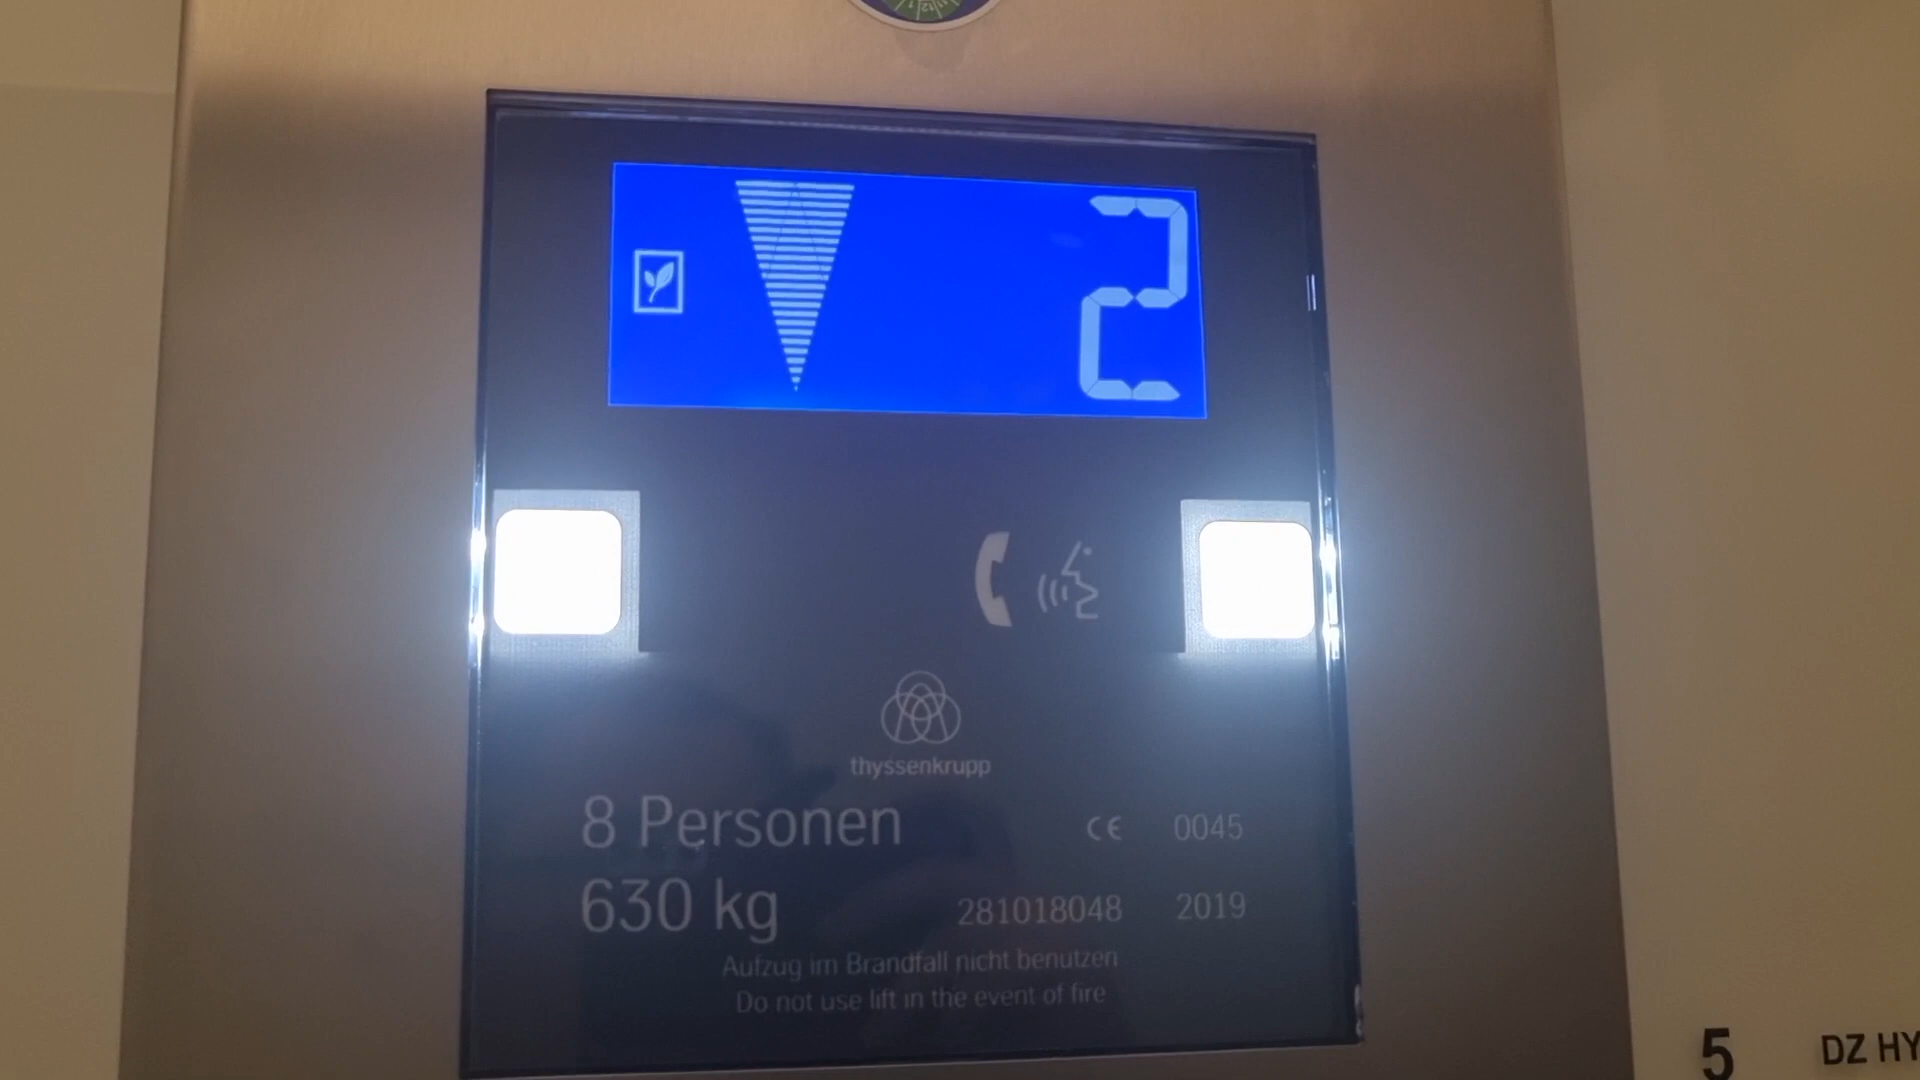 2
thyssenkrupp
8 Personen
CE 0045
630 kg
281018048 2019
Aufzug im Brandfall nicht benutzen
Do not use lift in the event of fire
5 DZ HY